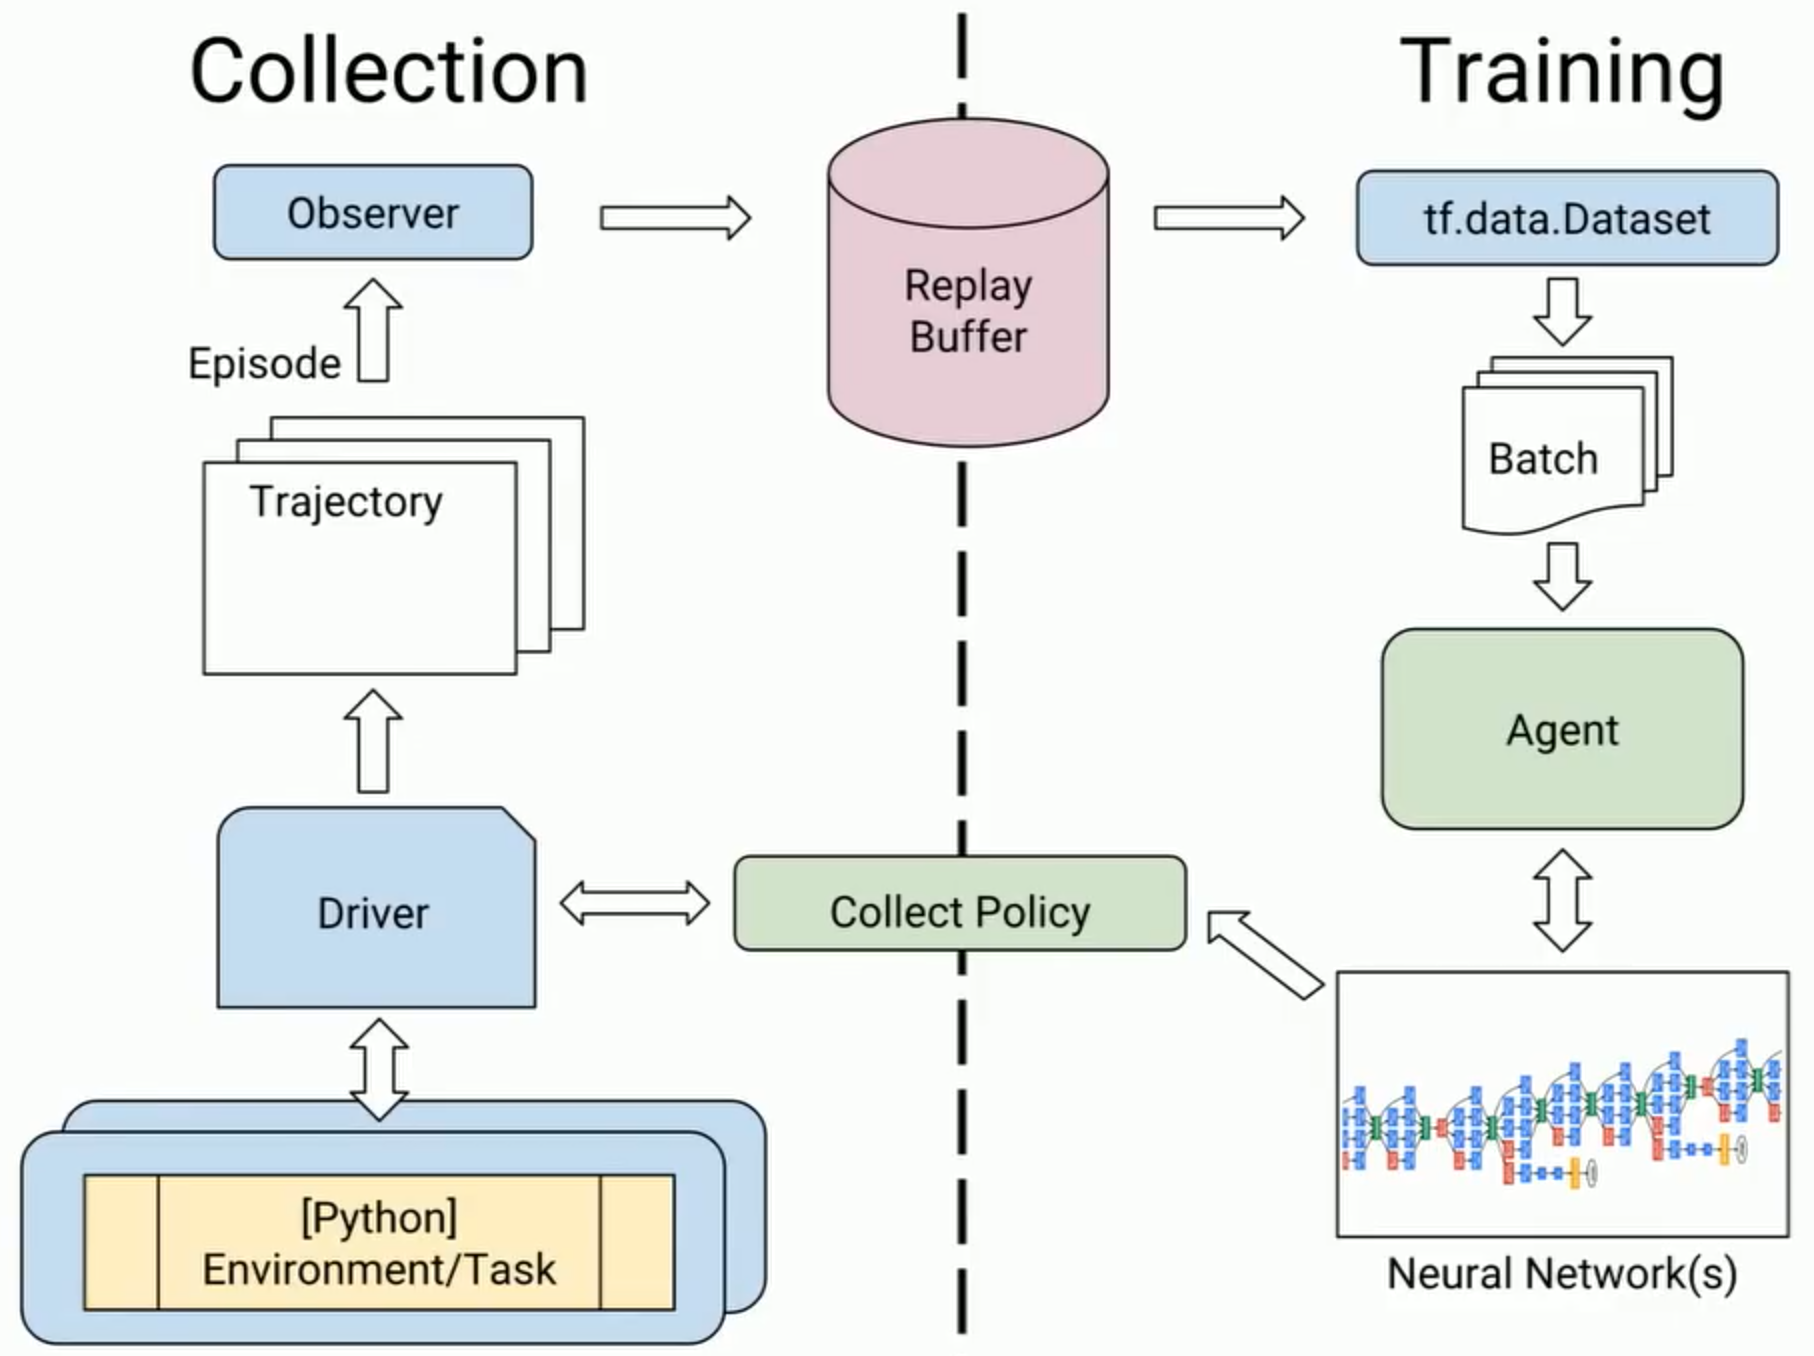 Collection
Training
Observer
Replay
Buffer
tf.data.Dataset
Episode
Trajectory
Batch
Agent
Driver
Collect Policy
[Python]
Environment/Task
Neural Network(s)